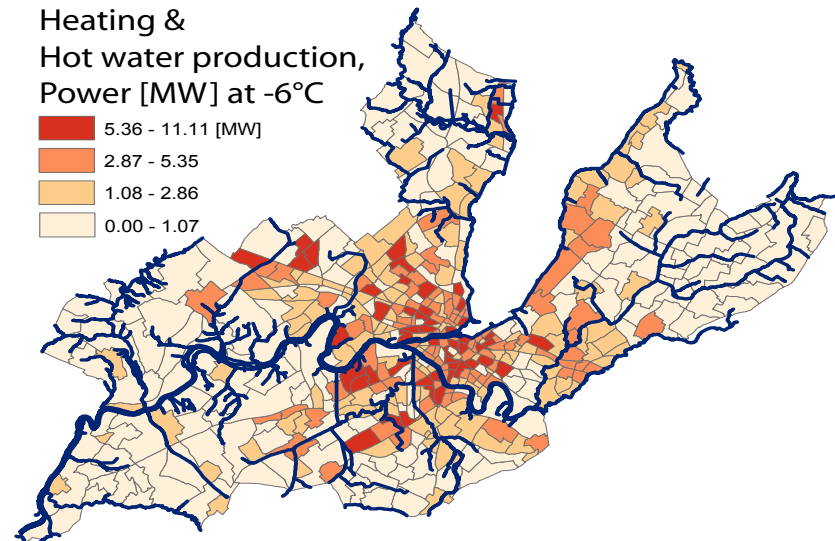 Heating &
Hot water production,
Power [MW] at -6°C
5.36 - 11.11 [MW]
2.87 - 5.35
1.08 - 2.86
0.00 - 1.07